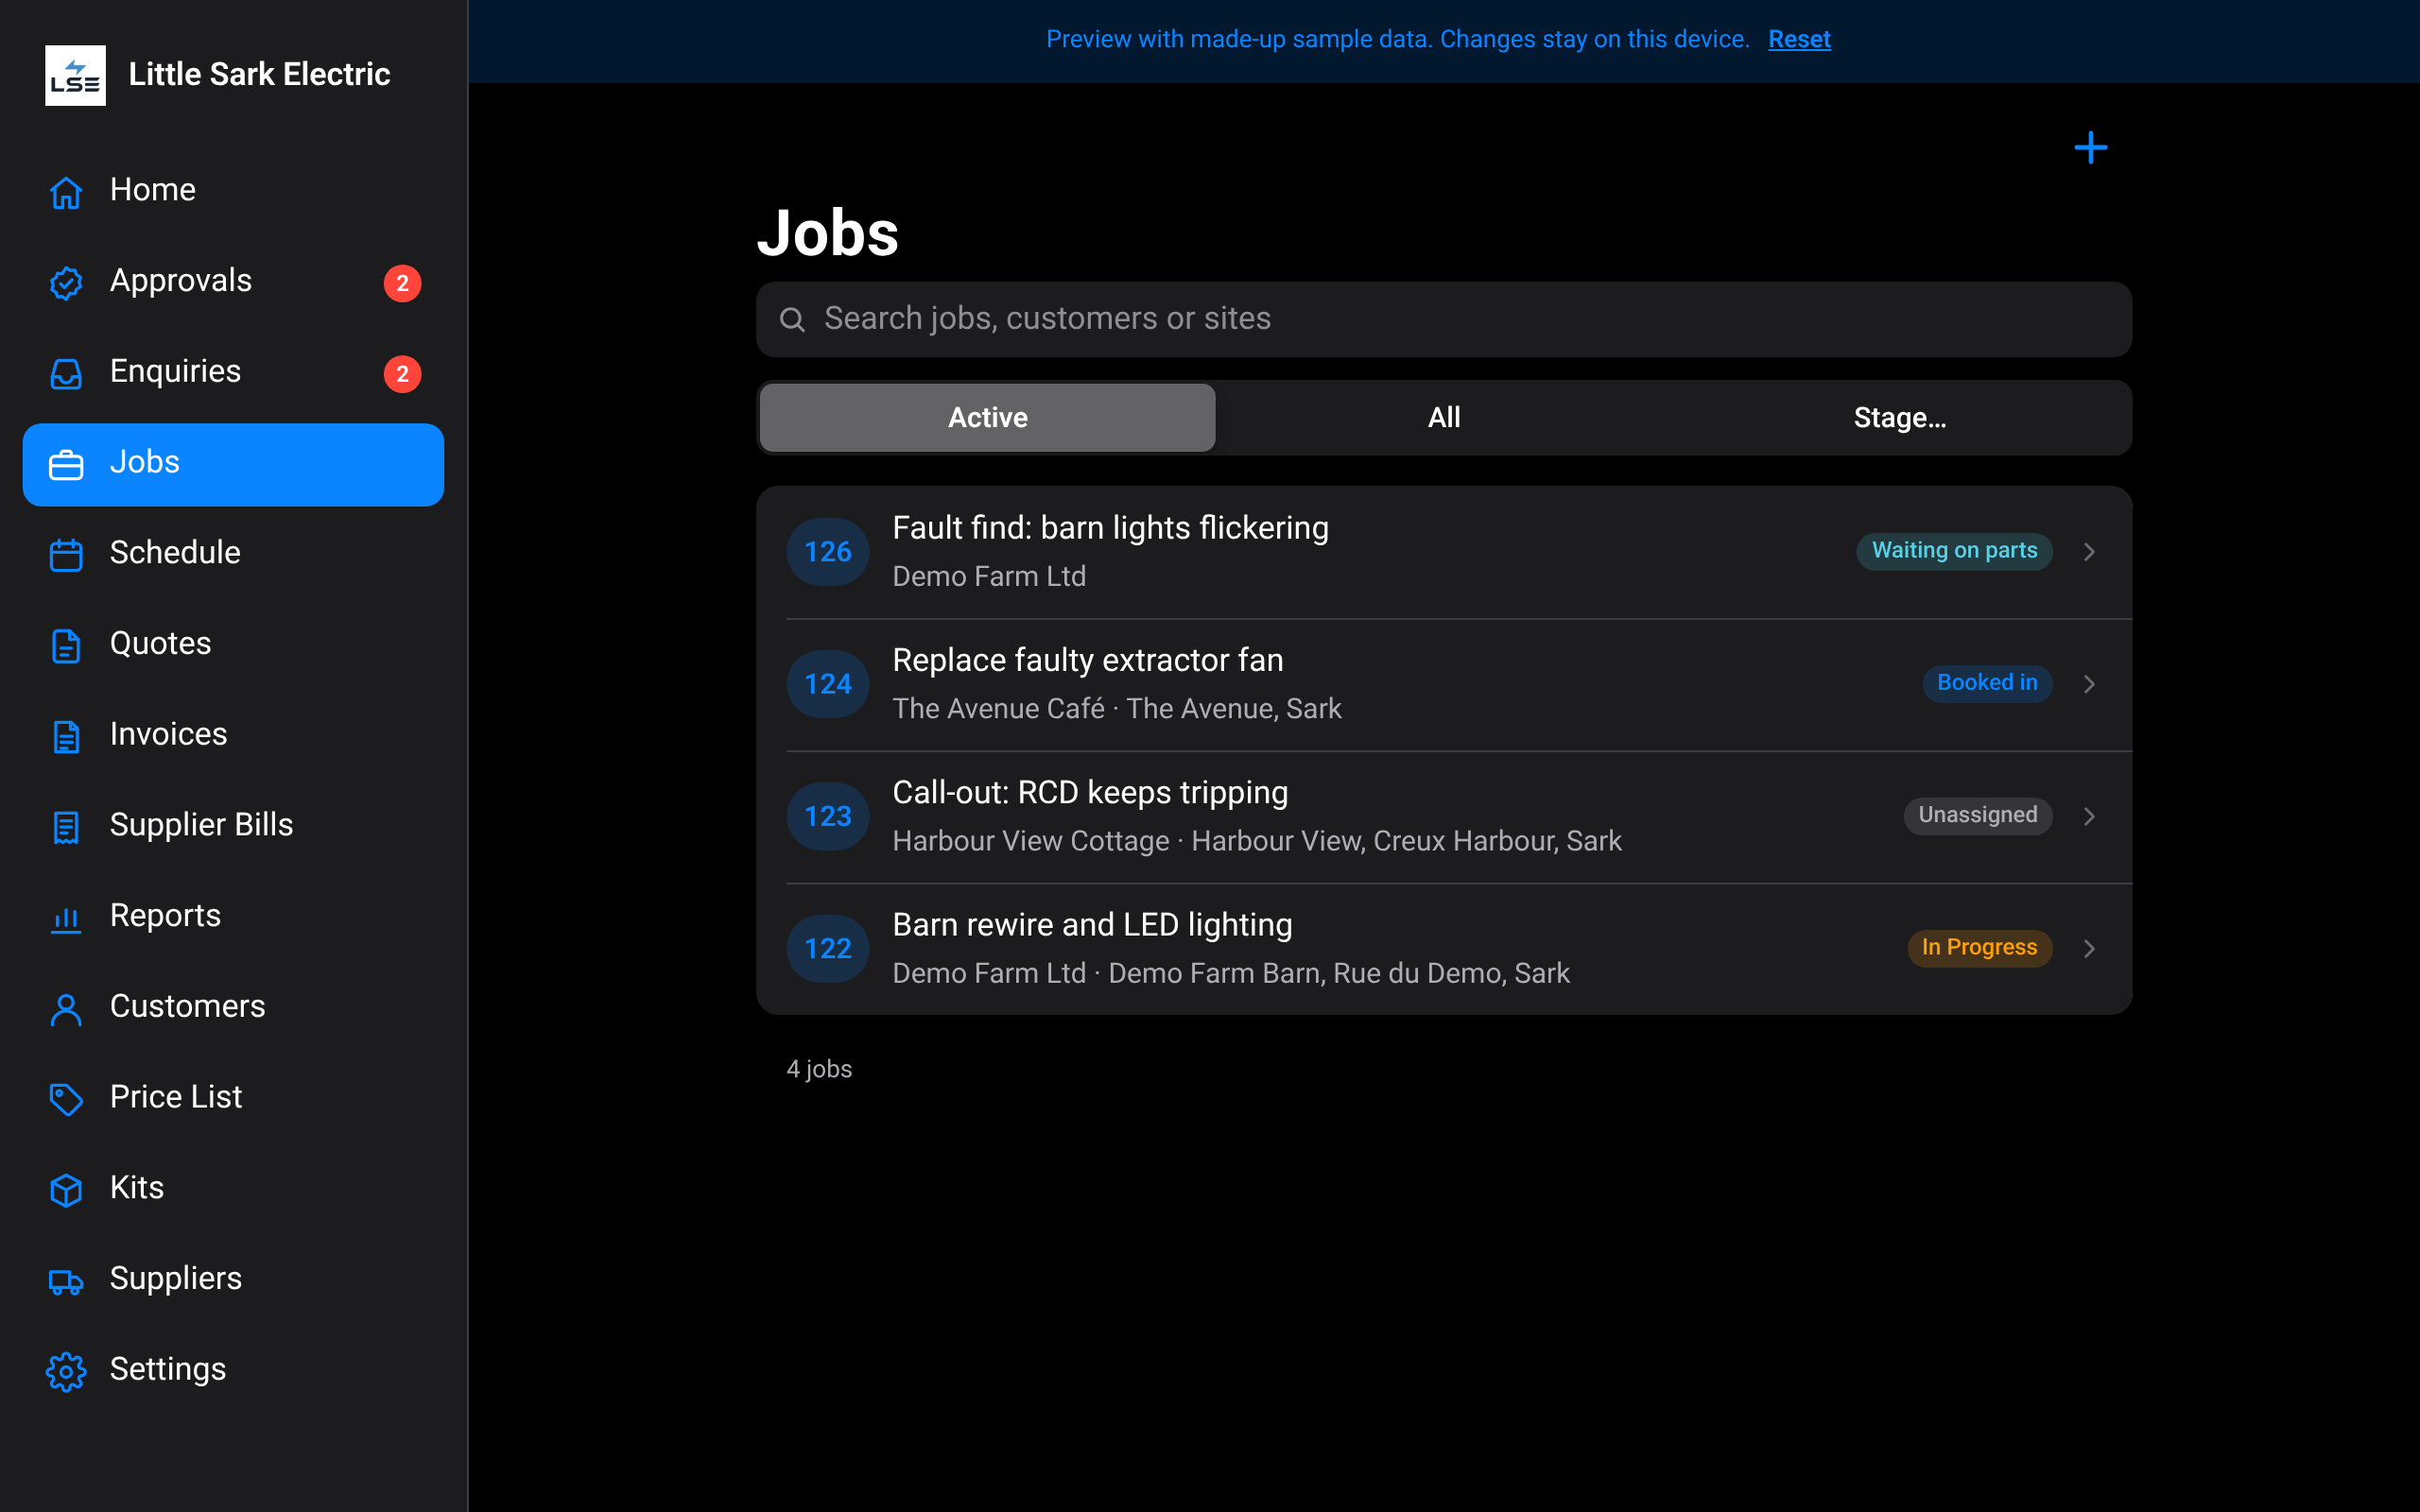 Preview with made-up sample data. Changes stay on this device. Reset
LSE
Little Sark Electric
Home
Approvals 2
Enquiries 2
Jobs
Schedule
Quotes
Invoices
Supplier Bills
Reports
Customers
Price List
Kits
Suppliers
Settings
Jobs
Search jobs, customers or sites
Active All Stage...
126 Fault find: barn lights flickering
Demo Farm Ltd
Waiting on parts
124 Replace faulty extractor fan
The Avenue Café · The Avenue, Sark
Booked in
123 Call-out: RCD keeps tripping
Harbour View Cottage · Harbour View, Creux Harbour, Sark
Unassigned
122 Barn rewire and LED lighting
Demo Farm Ltd · Demo Farm Barn, Rue du Demo, Sark
In Progress
4 jobs